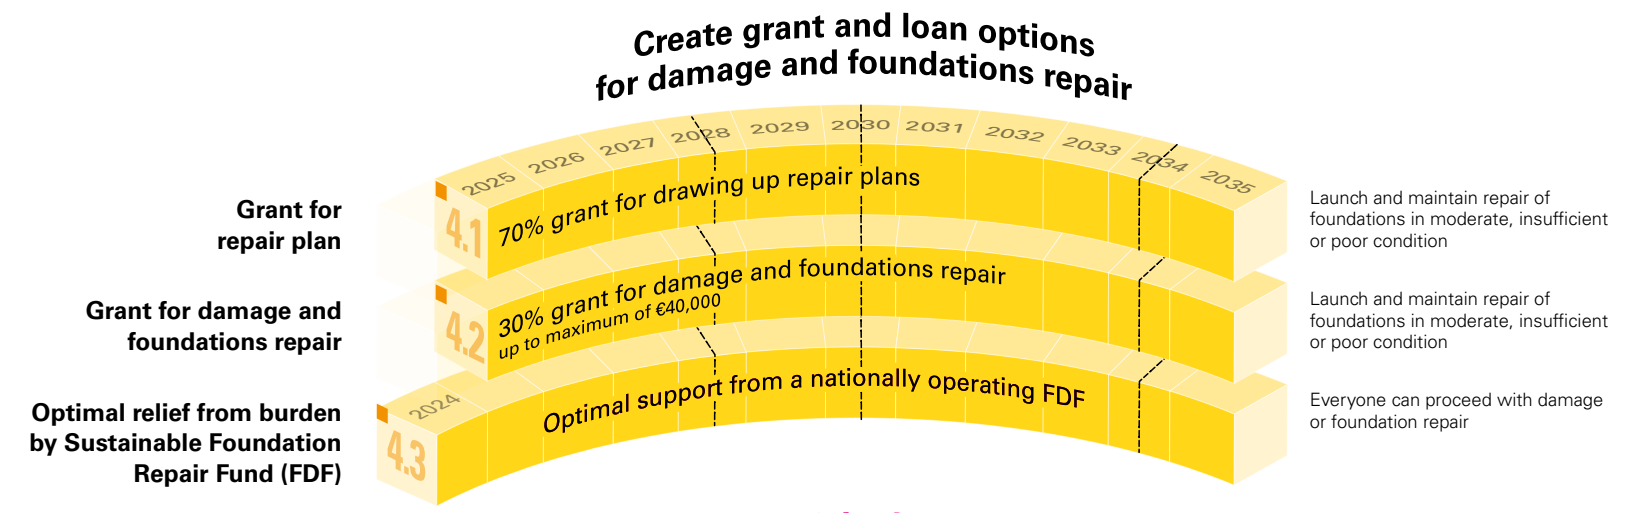 Create grant and loan options
for damage and foundations repair
2025 2026 2027 2028 2029 2030 2031 2032 2033 2034 2035
Grant for
repair plan
4.1
70% grant for drawing up repair plans
Launch and maintain repair of
foundations in moderate, insufficient
or poor condition
Grant for damage and
foundations repair
4.2
30% grant for damage and foundations repair
up to maximum of €40,000
Launch and maintain repair of
foundations in moderate, insufficient
or poor condition
Optimal relief from burden
by Sustainable Foundation
Repair Fund (FDF)
2024
4.3
Optimal support from a nationally operating FDF
Everyone can proceed with damage
or foundation repair